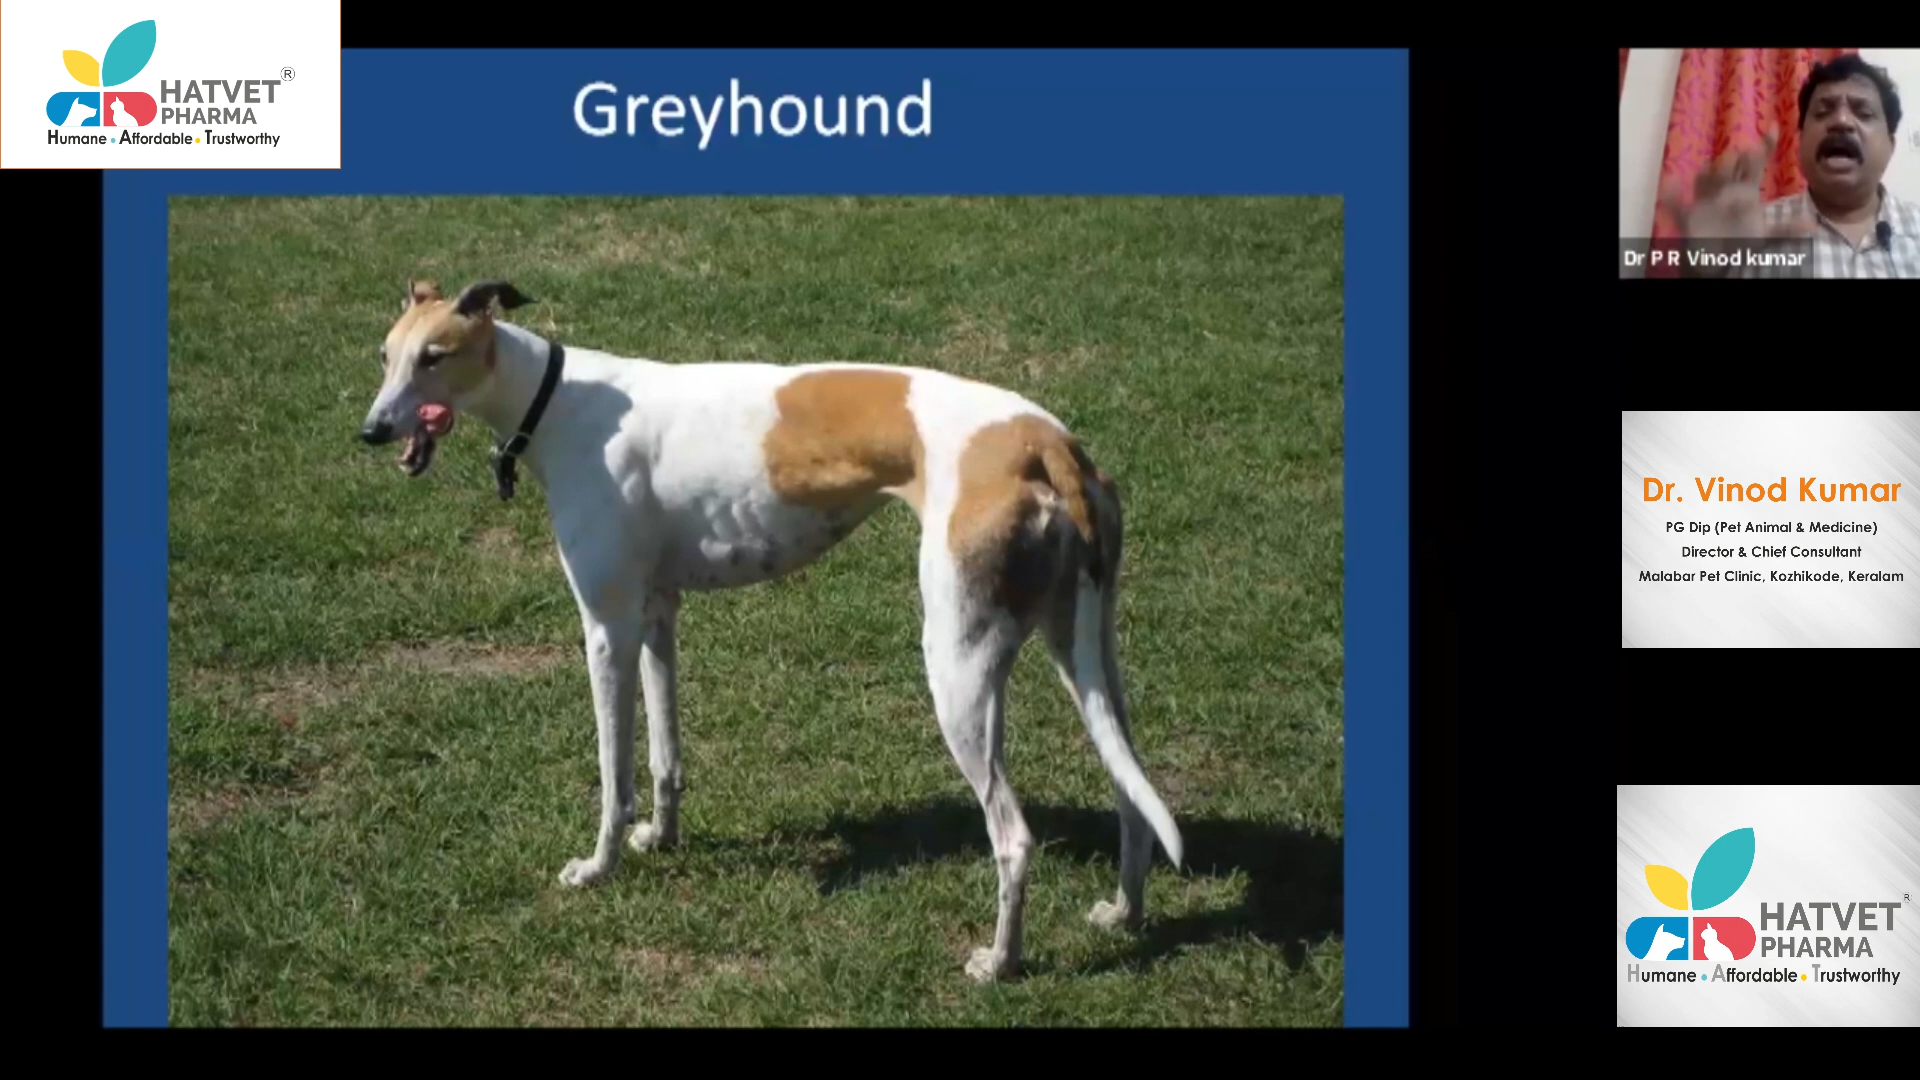 HATVET®
PHARMA
Humane • Affordable • Trustworthy
Greyhound
Dr P R Vinod kumar
Dr. Vinod Kumar
PG Dip (Pet Animal & Medicine)
Director & Chief Consultant
Malabar Pet Clinic, Kozhikode, Keralam
HATVET®
PHARMA
Humane • Affordable • Trustworthy